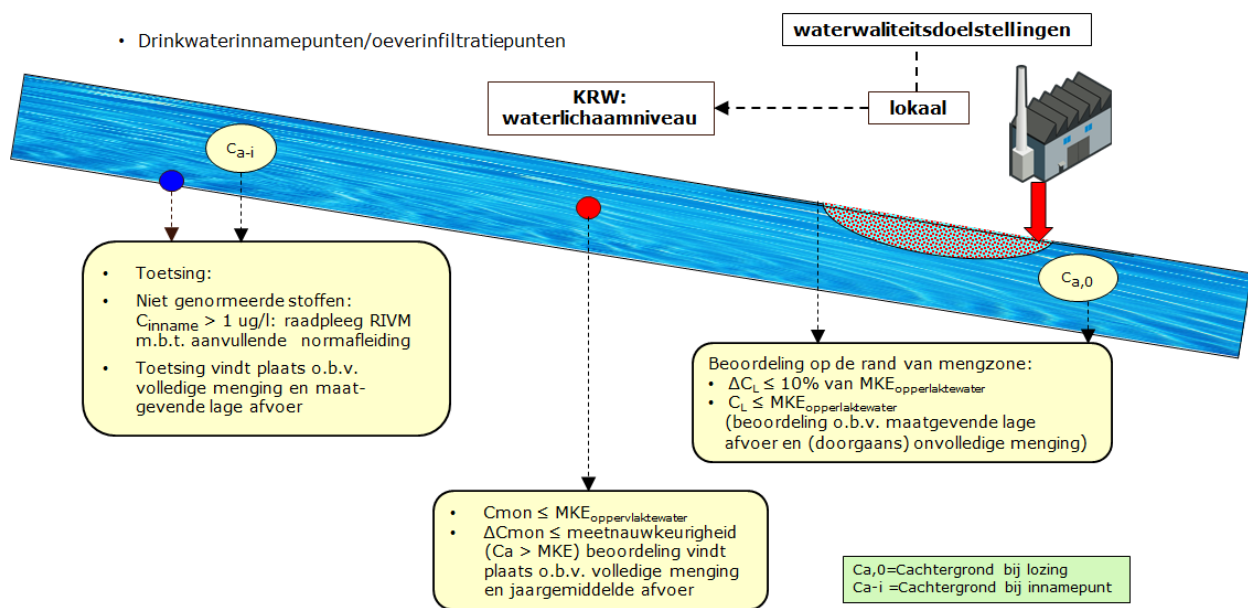 • Drinkwaterinnamepunten/oeverinfiltratiepunten
waterwaliteitsdoelstellingen
KRW:
waterlichaamniveau
lokaal
Ca-i
Ca,0
• Toetsing:
• Niet genormeerde stoffen:
Cinname > 1 ug/l: raadpleeg RIVM
m.b.t. aanvullende normafleiding
• Toetsing vindt plaats o.b.v.
volledige menging en maat-
gevende lage afvoer
Beoordeling op de rand van mengzone:
• ΔCL ≤ 10% van MKEopperlaktewater
• CL ≤ MKEopperlaktewater
(beoordeling o.b.v. maatgevende lage
afvoer en (doorgaans) onvolledige menging)
• Cmon ≤ MKEoppervlaktewater
• ΔCmon ≤ meetnauwkeurigheid
(Ca > MKE) beoordeling vindt
plaats o.b.v. volledige menging
en jaargemiddelde afvoer
Ca,0=Cachtergrond bij lozing
Ca-i =Cachtergrond bij innamepunt